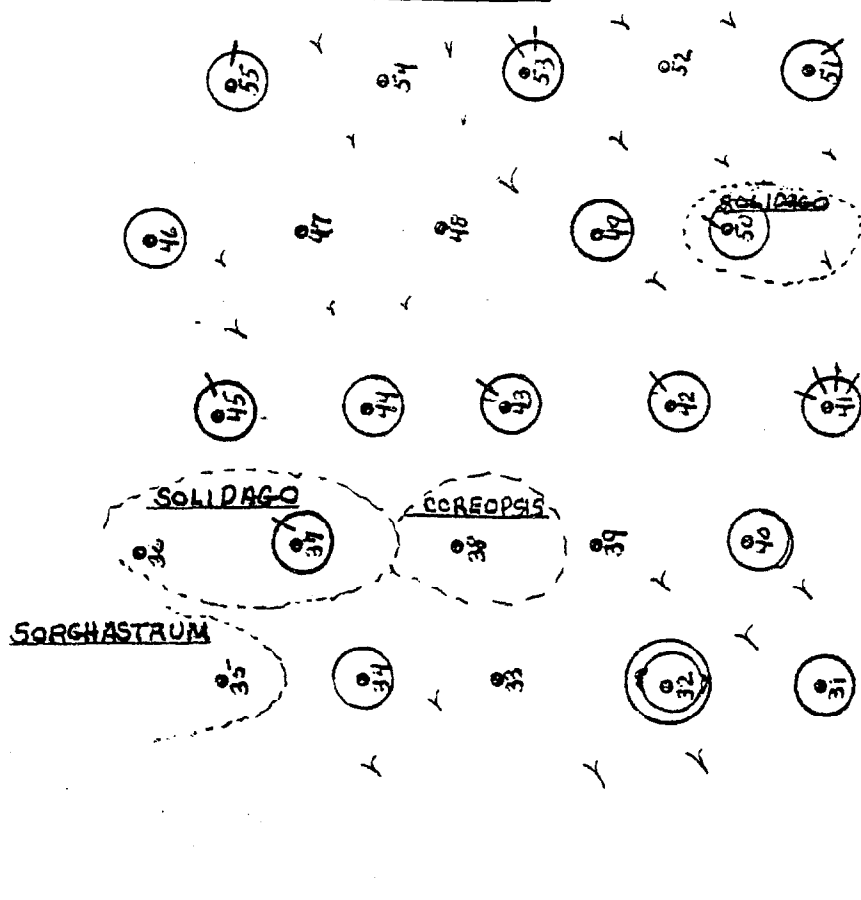 55 54 53 52 51
46 47 48 49 50
SOLIDAGO
45 44 43 42 41
SOLIDAGO
COREOPSIS
36 37 38 39 40
SORGHASTRUM
35 34 33 32 31